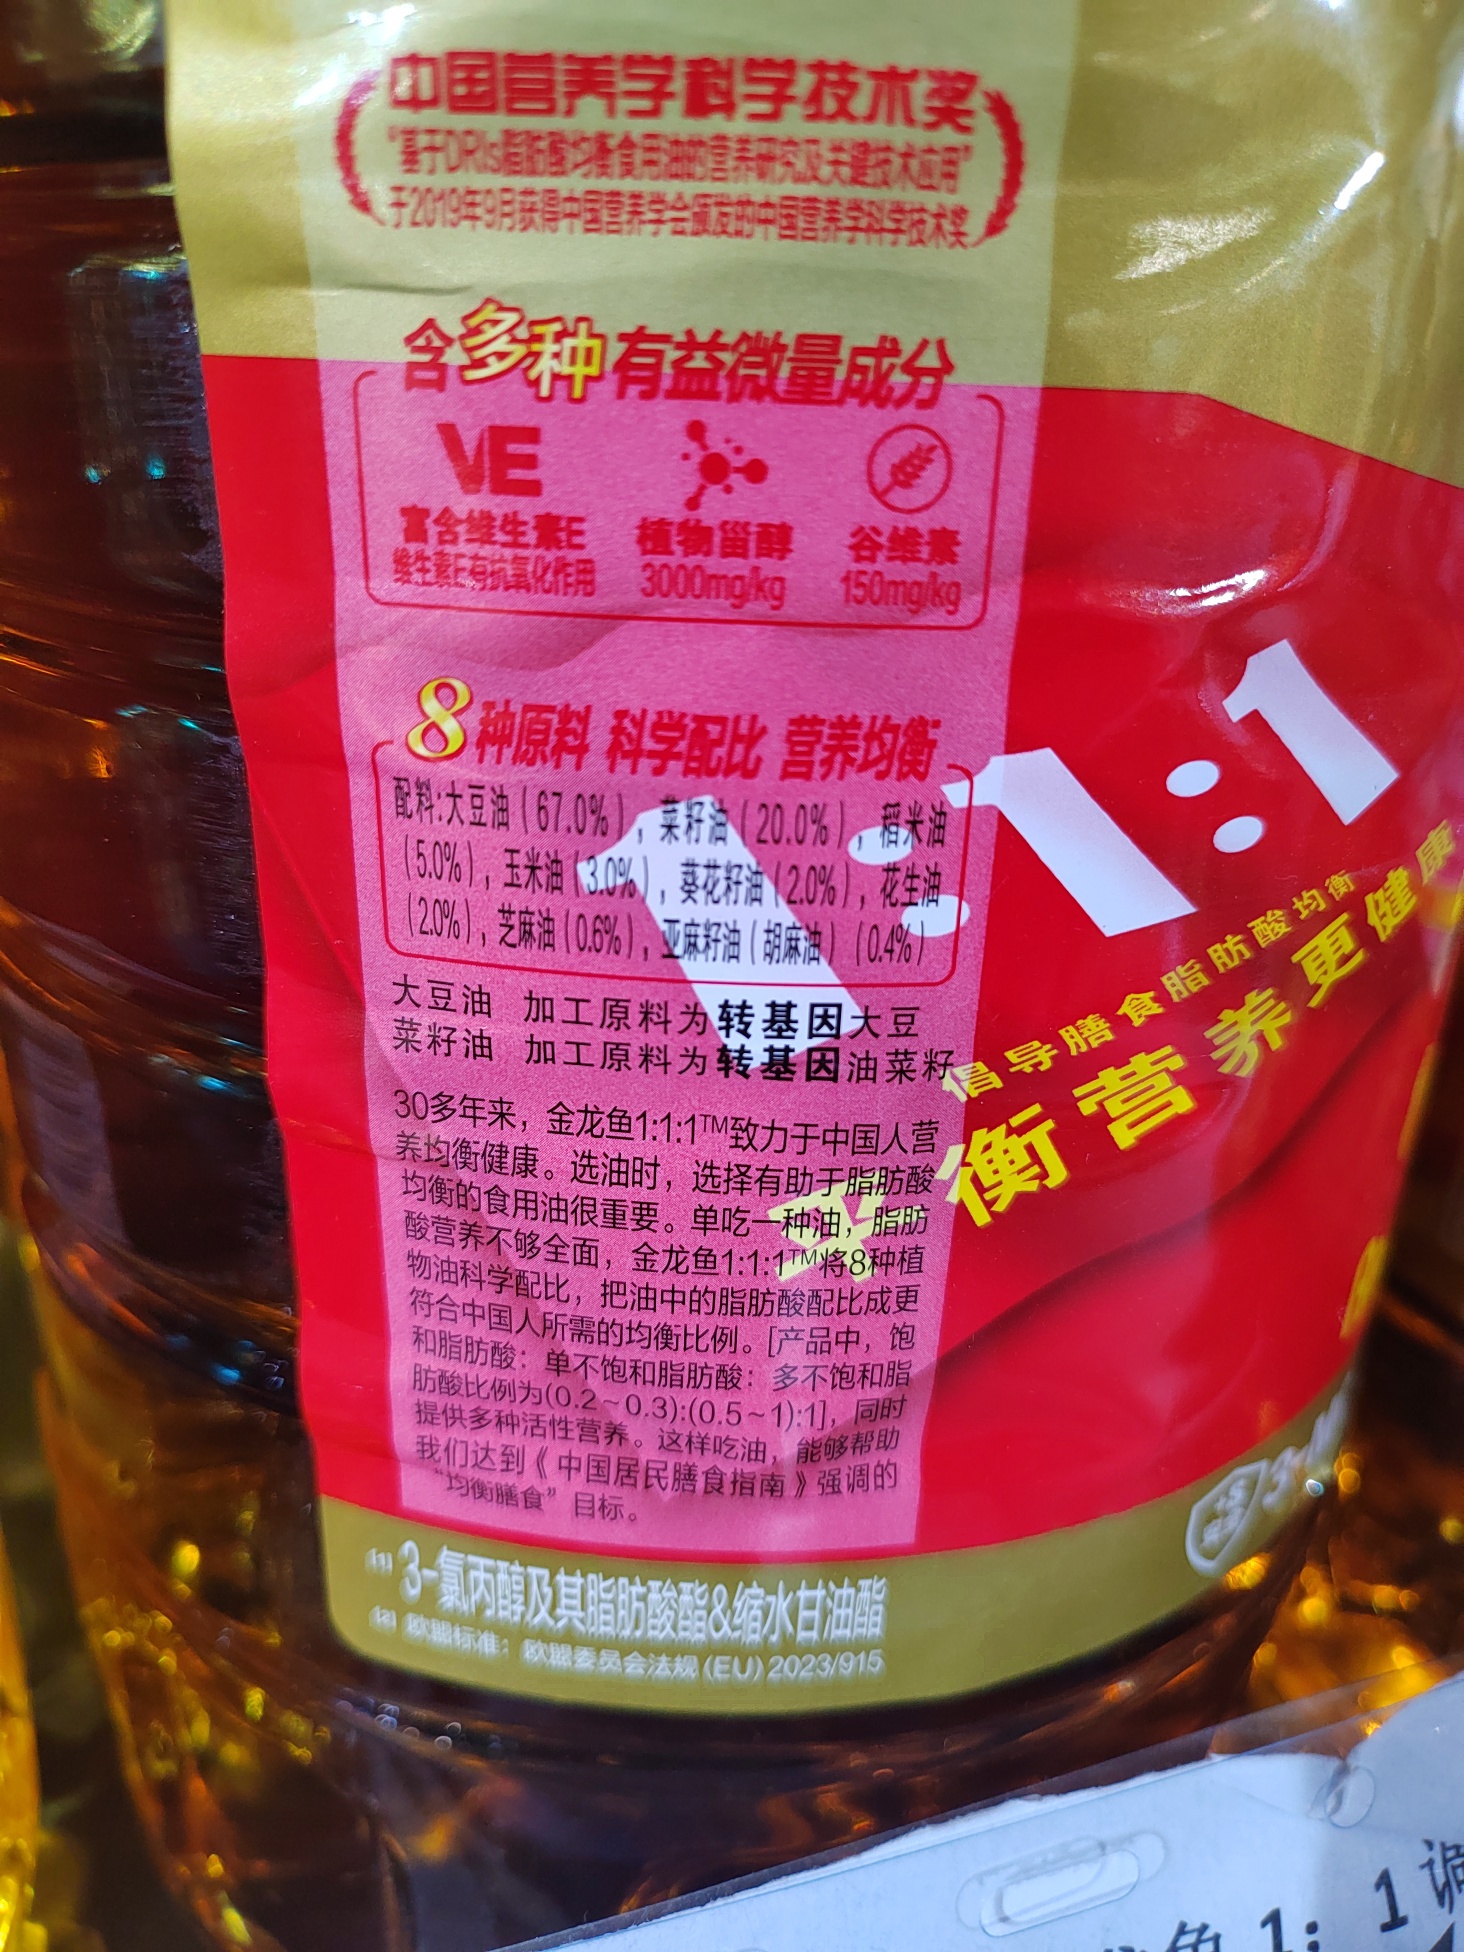 中国营养学科学技术奖
“基于DRIs脂肪酸均衡食用油的营养研究及关键技术应用”
于2019年9月获得中国营养学会颁发的中国营养学科学技术奖
含多种有益微量成分
VE
富含维生素E
维生素E有抗氧化作用
植物甾醇
3000mg/kg
谷维素
150mg/kg
8种原料 科学配比 营养均衡
配料:大豆油(67.0%),菜籽油(20.0%),稻米油
(5.0%),玉米油(3.0%),葵花籽油(2.0%),花生油
(2.0%),芝麻油(0.6%),亚麻籽油(胡麻油)(0.4%)
大豆油 加工原料为转基因大豆
菜籽油 加工原料为转基因油菜籽
30多年来，金龙鱼1:1:1™致力于中国人营
养均衡健康。选油时，选择有助于脂肪酸
均衡的食用油很重要。单吃一种油，脂肪
酸营养不够全面，金龙鱼1:1:1™将8种植
物油科学配比，把油中的脂肪酸配比成更
符合中国人所需的均衡比例。[产品中，饱
和脂肪酸：单不饱和脂肪酸：多不饱和脂
肪酸比例为(0.2~0.3):(0.5~1):1]，同时
提供多种活性营养。这样吃油，能够帮助
我们达到《中国居民膳食指南》强调的
“均衡膳食”目标。
1:1:1
倡导膳食脂肪酸均衡
平衡营养更健康
[1] 3-氯丙醇及其脂肪酸酯&缩水甘油酯
[2] 欧盟标准：欧盟委员会法规(EU)2023/915
鱼 1：1 调